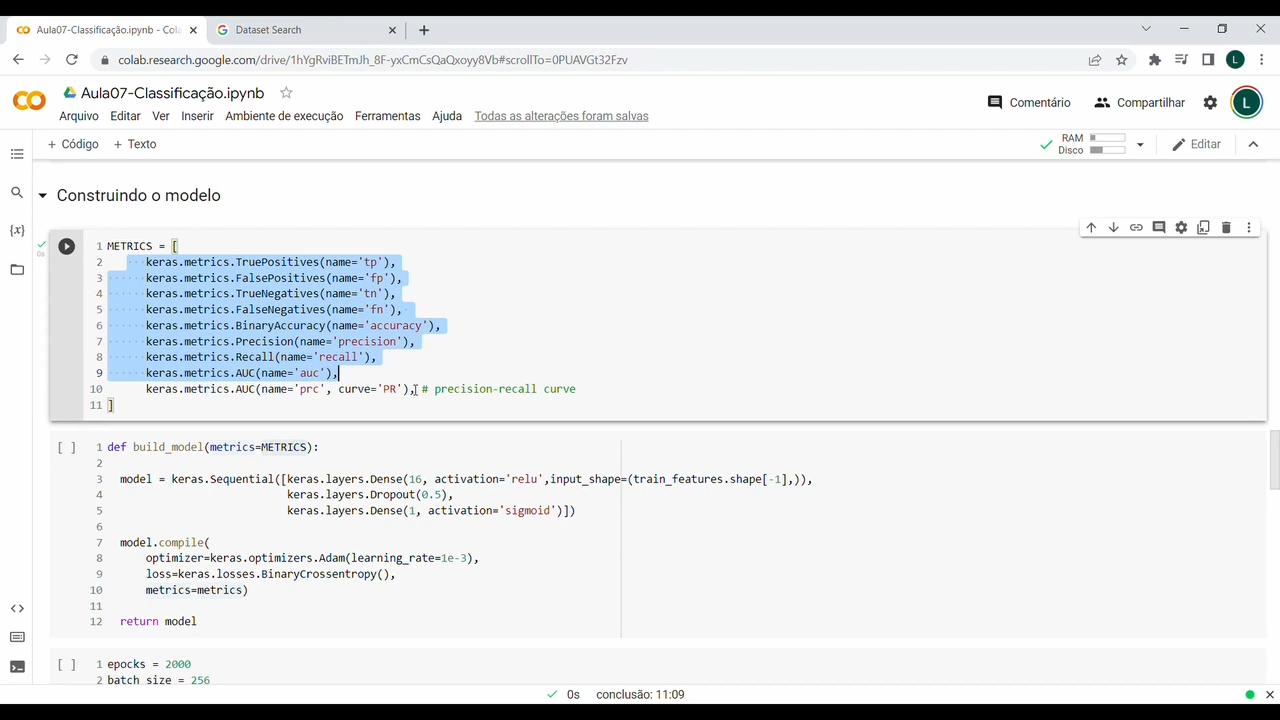 Aula07-Classificação.ipynb - Cola
Dataset Search
colab.research.google.com/drive/1hYgRviBETmJh_8F-yxCmCsQaQxoyy8Vb#scrollTo=0PUAVGt32Fzv
L
CO
Aula07-Classificação.ipynb
Comentário
Compartilhar
L
Arquivo Editar Ver Inserir Ambiente de execução Ferramentas Ajuda Todas as alterações foram salvas
+ Código + Texto
RAM
Disco
Editar
Construindo o modelo
0s
1 METRICS = [
2 keras.metrics.TruePositives(name='tp'),
3 keras.metrics.FalsePositives(name='fp'),
4 keras.metrics.TrueNegatives(name='tn'),
5 keras.metrics.FalseNegatives(name='fn'),
6 keras.metrics.BinaryAccuracy(name='accuracy'),
7 keras.metrics.Precision(name='precision'),
8 keras.metrics.Recall(name='recall'),
9 keras.metrics.AUC(name='auc'),
10 keras.metrics.AUC(name='prc', curve='PR'), # precision-recall curve
11 ]
[ ] 1 def build_model(metrics=METRICS):
2
3 model = keras.Sequential([keras.layers.Dense(16, activation='relu',input_shape=(train_features.shape[-1],)),
4 keras.layers.Dropout(0.5),
5 keras.layers.Dense(1, activation='sigmoid')])
6
7 model.compile(
8 optimizer=keras.optimizers.Adam(learning_rate=1e-3),
9 loss=keras.losses.BinaryCrossentropy(),
10 metrics=metrics)
11
12 return model
[ ] 1 epochs = 2000
2 batch_size = 256
0s conclusão: 11:09